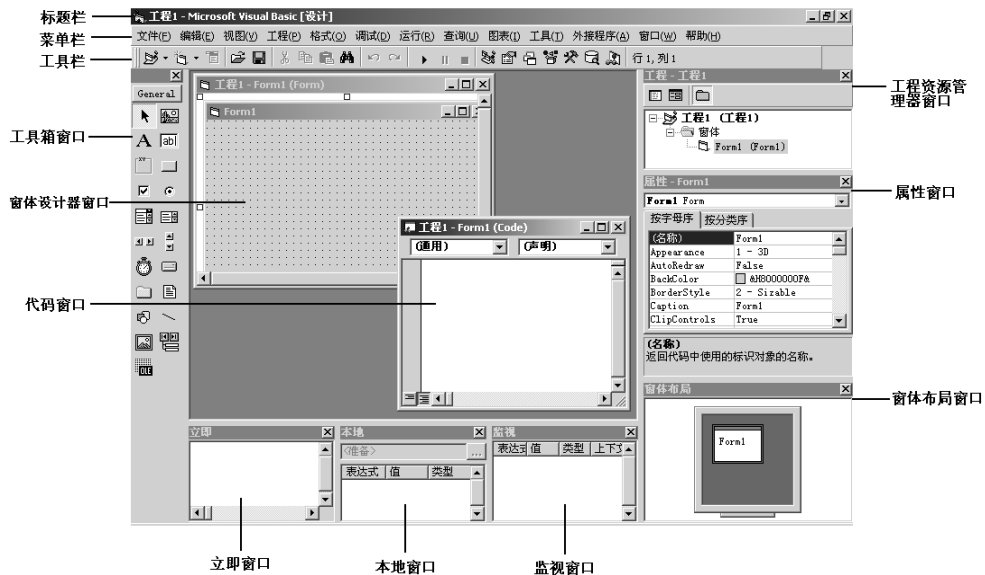 标题栏
菜单栏
工具栏
工具箱窗口
窗体设计器窗口
代码窗口
工程1 - Microsoft Visual Basic [设计]
文件(F) 编辑(E) 视图(V) 工程(P) 格式(O) 调试(D) 运行(R) 查询(U) 图表(I) 工具(T) 外接程序(A) 窗口(W) 帮助(H)
行 1, 列 1
General
A
ab
xv
OLE
工程1 - Form1 (Form)
Form1
工程1 - Form1 (Code)
(通用)
(声明)
工程 - 工程1
工程1 (工程1)
窗体
Form1 (Form1)
属性 - Form1
Form1 Form
按字母序 按分类序
(名称) Form1
Appearance 1 - 3D
AutoRedraw False
BackColor &H8000000F&
BorderStyle 2 - Sizable
Caption Form1
ClipControls True
(名称)
返回代码中使用的标识对象的名称。
窗体布局
Form1
立即
本地
<准备>
...
表达式 值 类型
监视
表达式 值 类型 上下文
工程资源管
理器窗口
属性窗口
窗体布局窗口
立即窗口
本地窗口
监视窗口